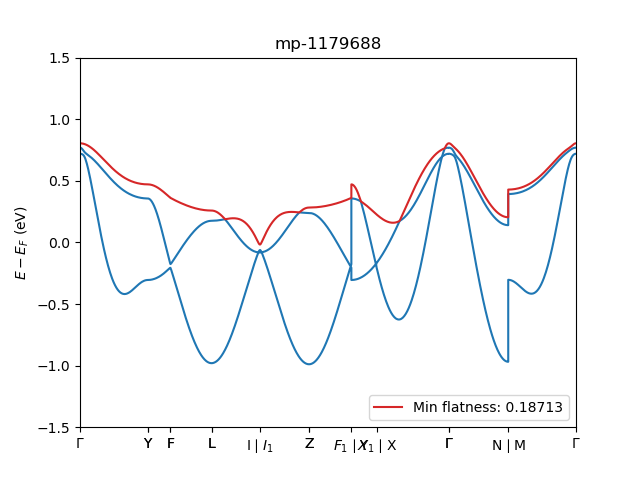 mp-1179688
E − E_F (eV)
1.5
1.0
0.5
0.0
−0.5
−1.0
−1.5
Min flatness: 0.18713
Γ Y F L I | I₁ Z F₁ | Y X₁ | X Γ N | M Γ